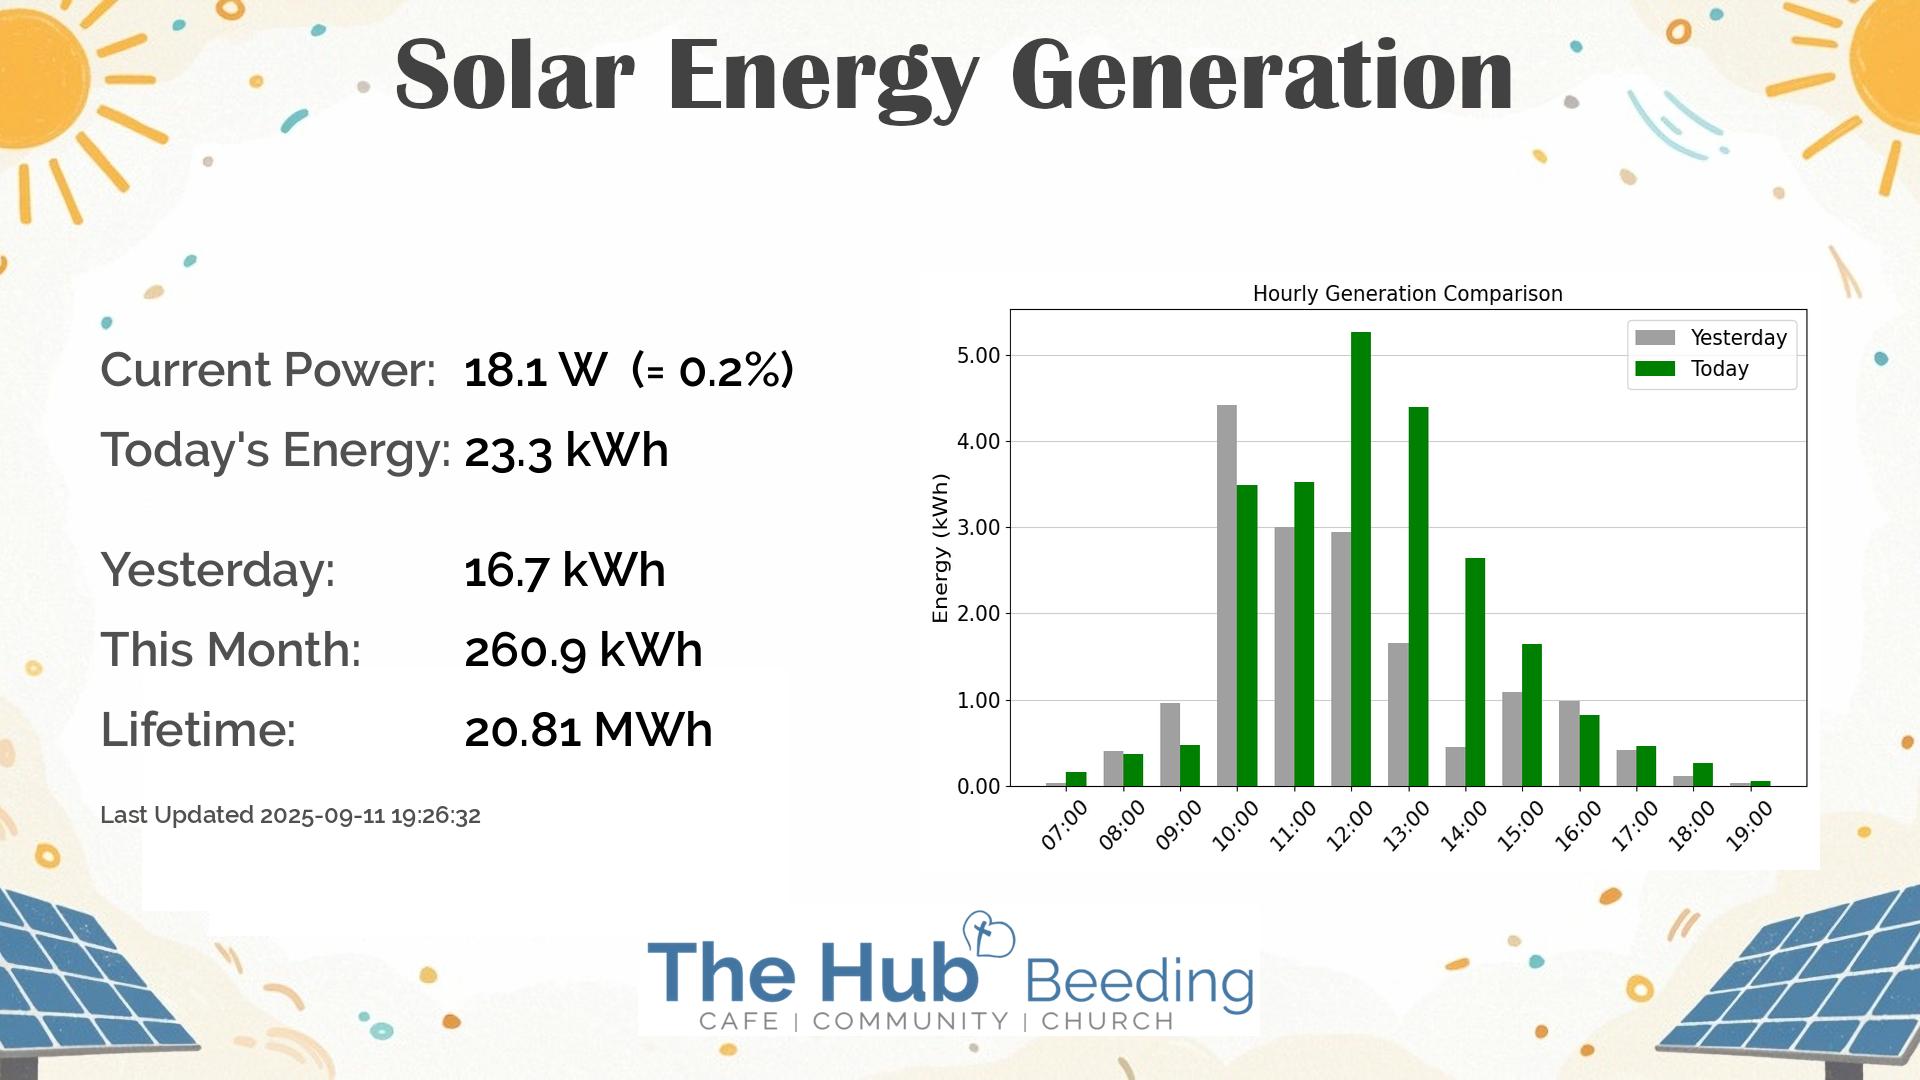 Solar Energy Generation
Current Power: 18.1 W (= 0.2%)
Today's Energy: 23.3 kWh
Yesterday: 16.7 kWh
This Month: 260.9 kWh
Lifetime: 20.81 MWh
Last Updated 2025-09-11 19:26:32
Hourly Generation Comparison
Yesterday
Today
Energy (kWh)
5.00
4.00
3.00
2.00
1.00
0.00
07:00 08:00 09:00 10:00 11:00 12:00 13:00 14:00 15:00 16:00 17:00 18:00 19:00
The Hub Beeding
CAFE | COMMUNITY | CHURCH